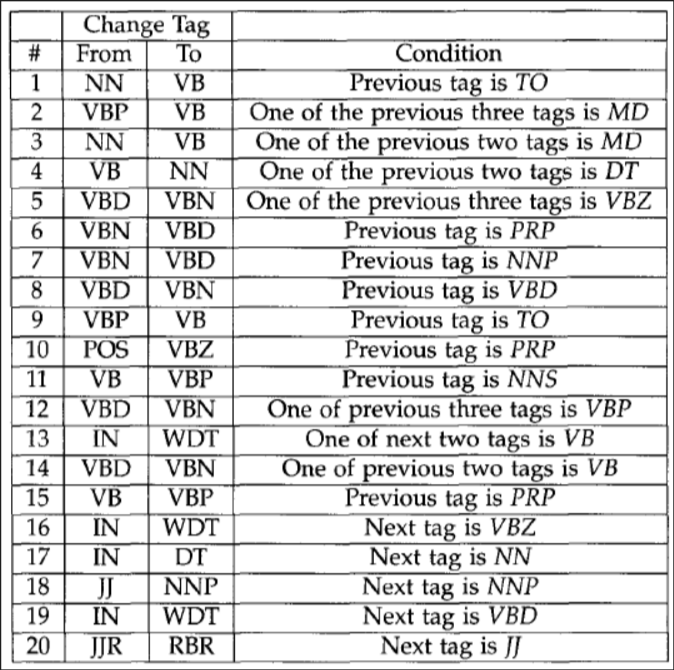 Change Tag
# From To Condition
1 NN VB Previous tag is TO
2 VBP VB One of the previous three tags is MD
3 NN VB One of the previous two tags is MD
4 VB NN One of the previous two tags is DT
5 VBD VBN One of the previous three tags is VBZ
6 VBN VBD Previous tag is PRP
7 VBN VBD Previous tag is NNP
8 VBD VBN Previous tag is VBD
9 VBP VB Previous tag is TO
10 POS VBZ Previous tag is PRP
11 VB VBP Previous tag is NNS
12 VBD VBN One of previous three tags is VBP
13 IN WDT One of next two tags is VB
14 VBD VBN One of previous two tags is VB
15 VB VBP Previous tag is PRP
16 IN WDT Next tag is VBZ
17 IN DT Next tag is NN
18 JJ NNP Next tag is NNP
19 IN WDT Next tag is VBD
20 JJR RBR Next tag is JJ